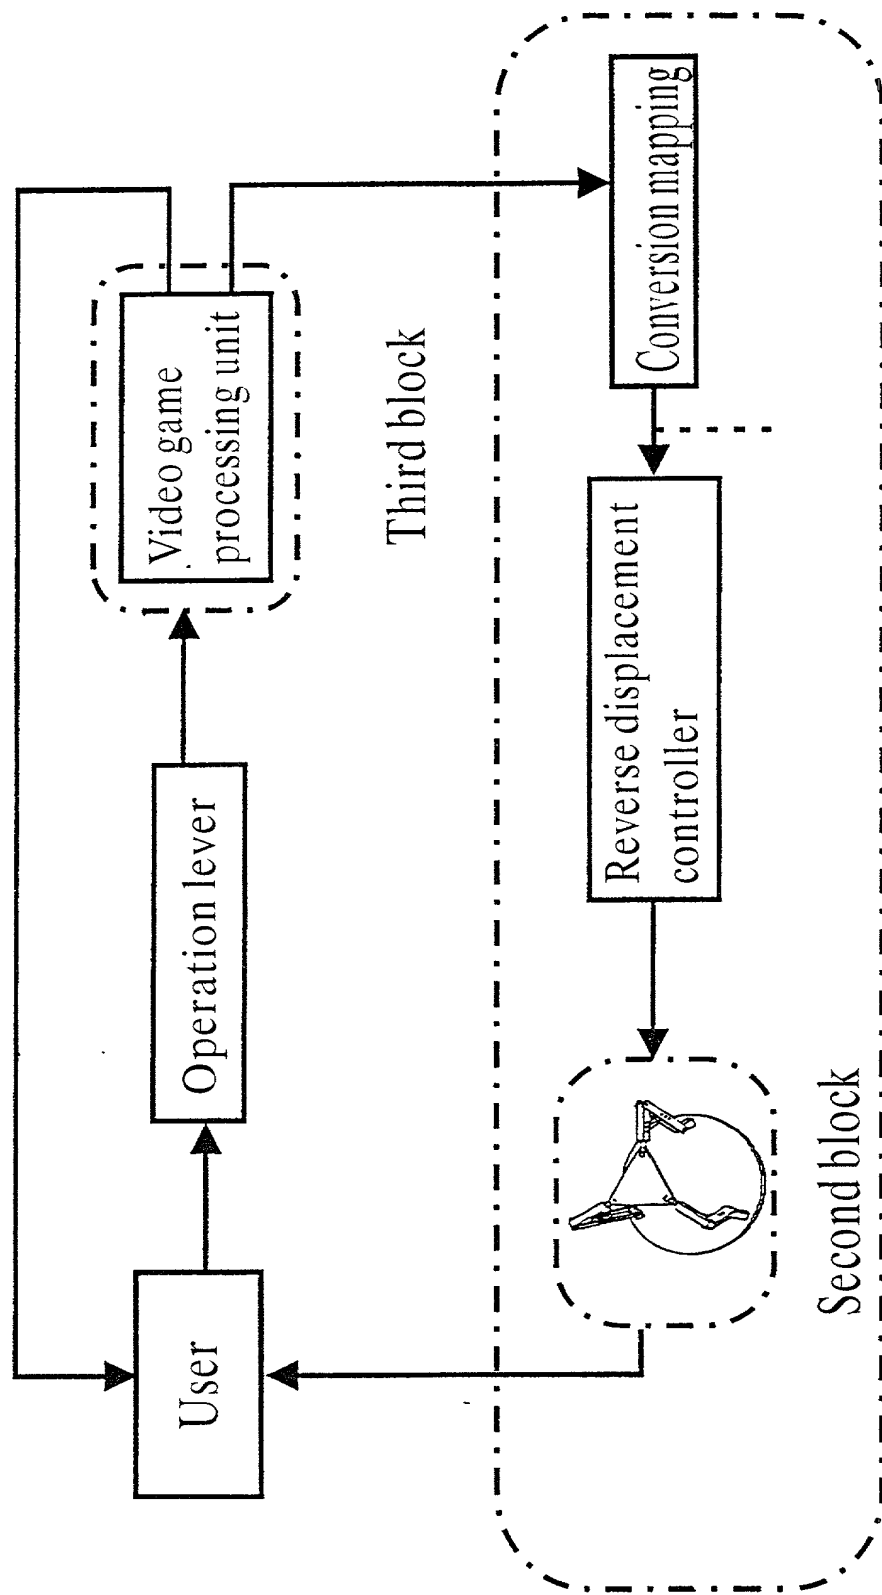 User
Operation lever
Video game
processing unit
Third block
Conversion mapping
Reverse displacement
controller
Second block